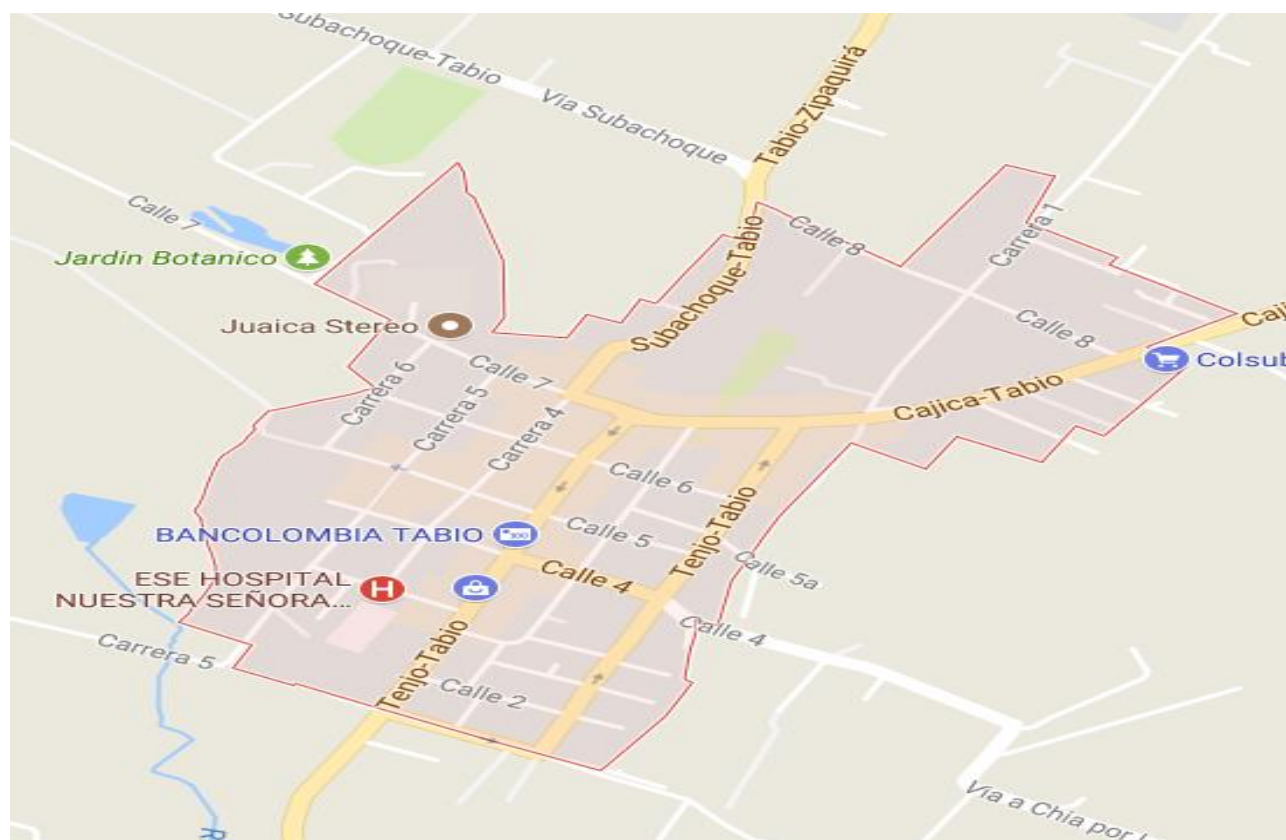 Subachoque-Tabio
Via Subachoque
Tabio-Zipaquirá
Calle 7
Jardin Botanico
Subachoque-Tabio
Calle 8
Carrera 1
Juaica Stereo
Calle 8
Caji
Colsub
Carrera 6
Calle 7
Carrera 5
Carrera 4
Cajica-Tabio
Calle 6
BANCOLOMBIA TABIO
Calle 5
Tenjo-Tabio
Calle 5a
ESE HOSPITAL
NUESTRA SEÑORA...
Calle 4
Calle 4
Carrera 5
Tenjo-Tabio
Calle 2
H
Via a Chia por
R